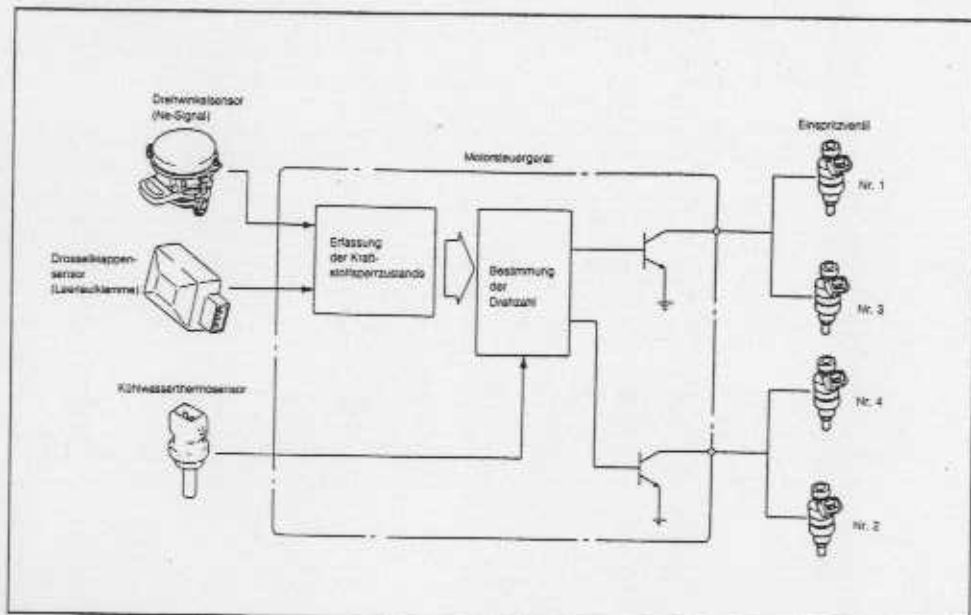 Drehwinkelsensor
(Ne-Signal)
Drosselklappen-
sensor
(Leerlaufklemme)
Kühlwasserthermosensor
Motorsteuergerät
Erfassung
der Kraft-
stoffsperrzustande
Bestimmung
der
Drehzahl
Einspritzventil
Nr. 1
Nr. 3
Nr. 4
Nr. 2